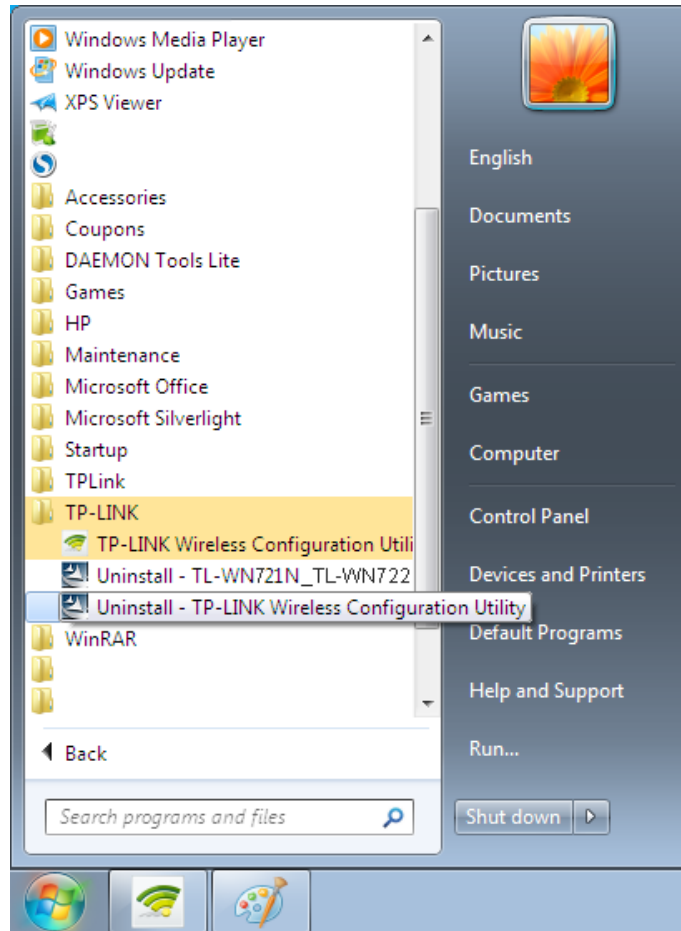 Windows Media Player
Windows Update
XPS Viewer
Accessories
Coupons
DAEMON Tools Lite
Games
HP
Maintenance
Microsoft Office
Microsoft Silverlight
Startup
TPLink
TP-LINK
TP-LINK Wireless Configuration Utili
Uninstall - TL-WN721N_TL-WN722
Uninstall - TP-LINK Wireless Configuration Utility
WinRAR
Back
Search programs and files
English
Documents
Pictures
Music
Games
Computer
Control Panel
Devices and Printers
Default Programs
Help and Support
Run...
Shut down